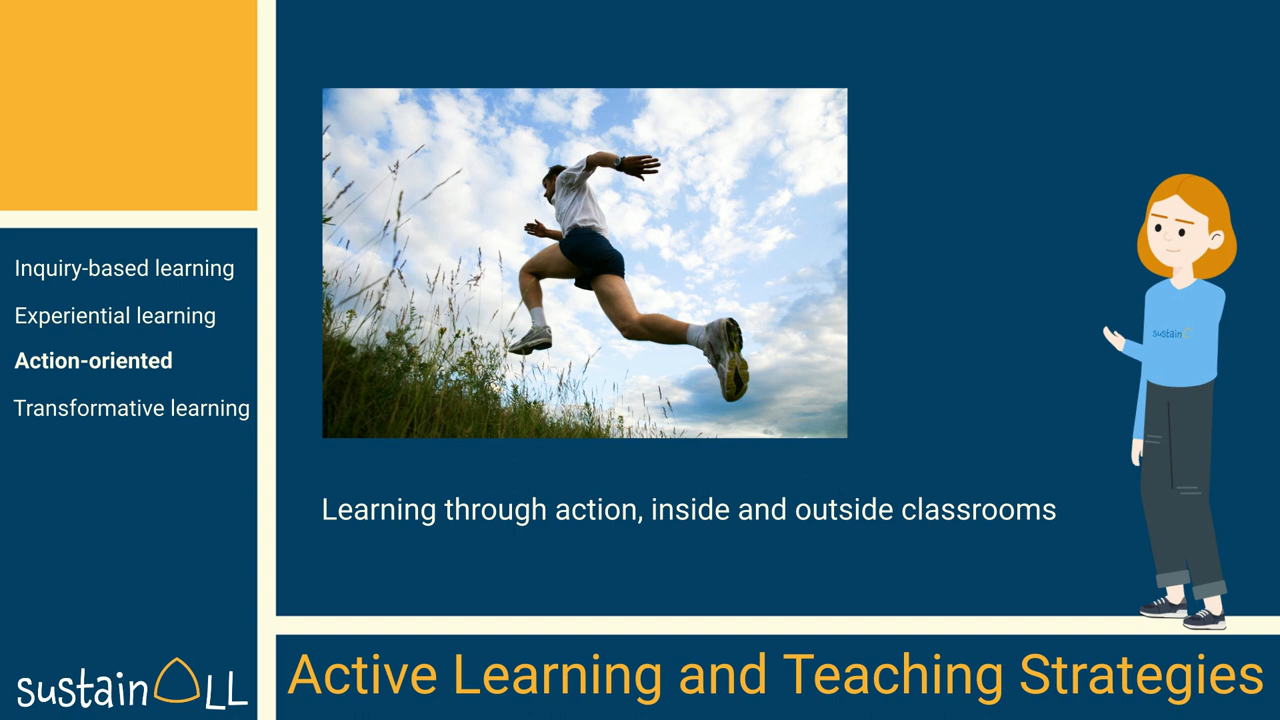 Inquiry-based learning
Experiential learning
Action-oriented
Transformative learning
Learning through action, inside and outside classrooms
sustain
sustainALL
Active Learning and Teaching Strategies